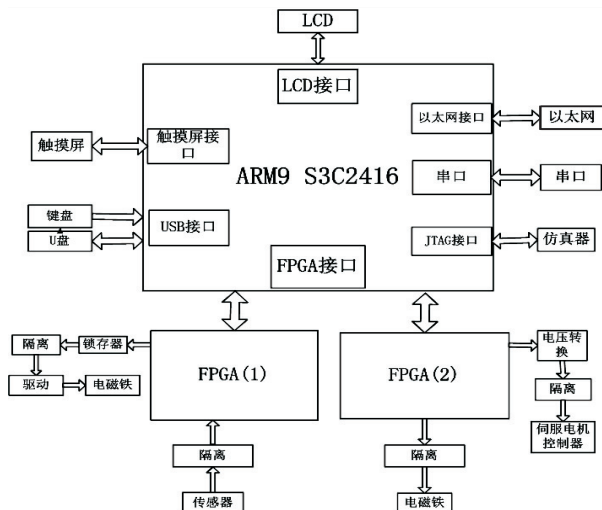 LCD
LCD接口
以太网接口
以太网
触摸屏
触摸屏接
口
ARM9 S3C2416
串口
串口
键盘
U盘
USB接口
JTAG接口
仿真器
FPGA接口
隔离
锁存器
驱动
电磁铁
FPGA(1)
FPGA(2)
电压转
换
隔离
伺服电机
控制器
隔离
传感器
隔离
电磁铁